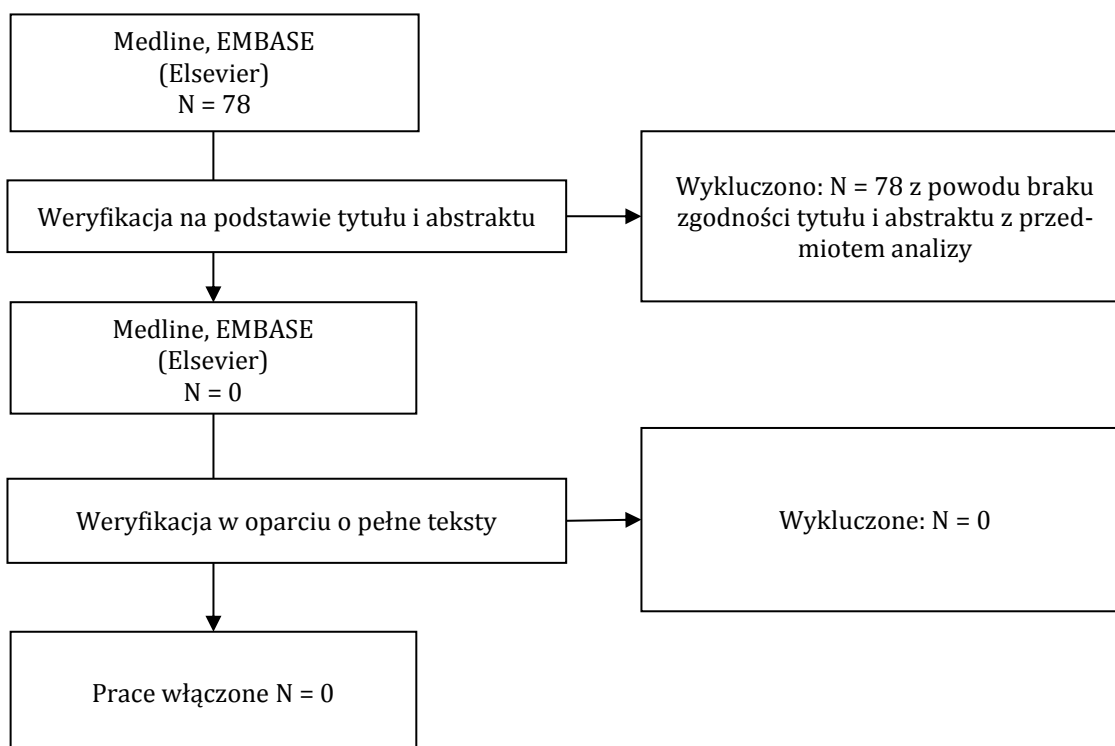 Medline, EMBASE
(Elsevier)
N = 78
Weryfikacja na podstawie tytułu i abstraktu
Wykluczono: N = 78 z powodu braku
zgodności tytułu i abstraktu z przed-
miotem analizy
Medline, EMBASE
(Elsevier)
N = 0
Weryfikacja w oparciu o pełne teksty
Wykluczone: N = 0
Prace włączone N = 0